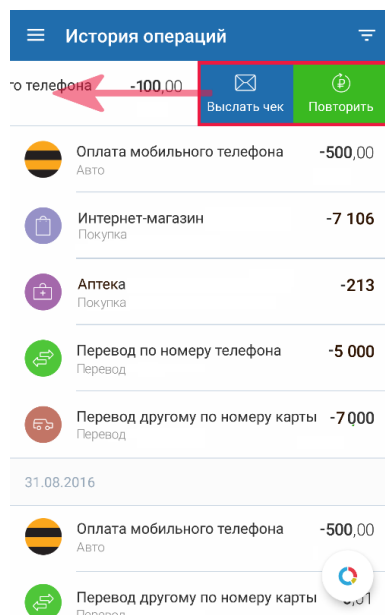 История операций
го телефона -100,00
Выслать чек Повторить
Оплата мобильного телефона -500,00
Авто
Интернет-магазин -7 106
Покупка
Аптека -213
Покупка
Перевод по номеру телефона -5 000
Перевод
Перевод другому по номеру карты -7000
Перевод
31.08.2016
Оплата мобильного телефона -500,00
Авто
Перевод другому по номеру карты
Перевод